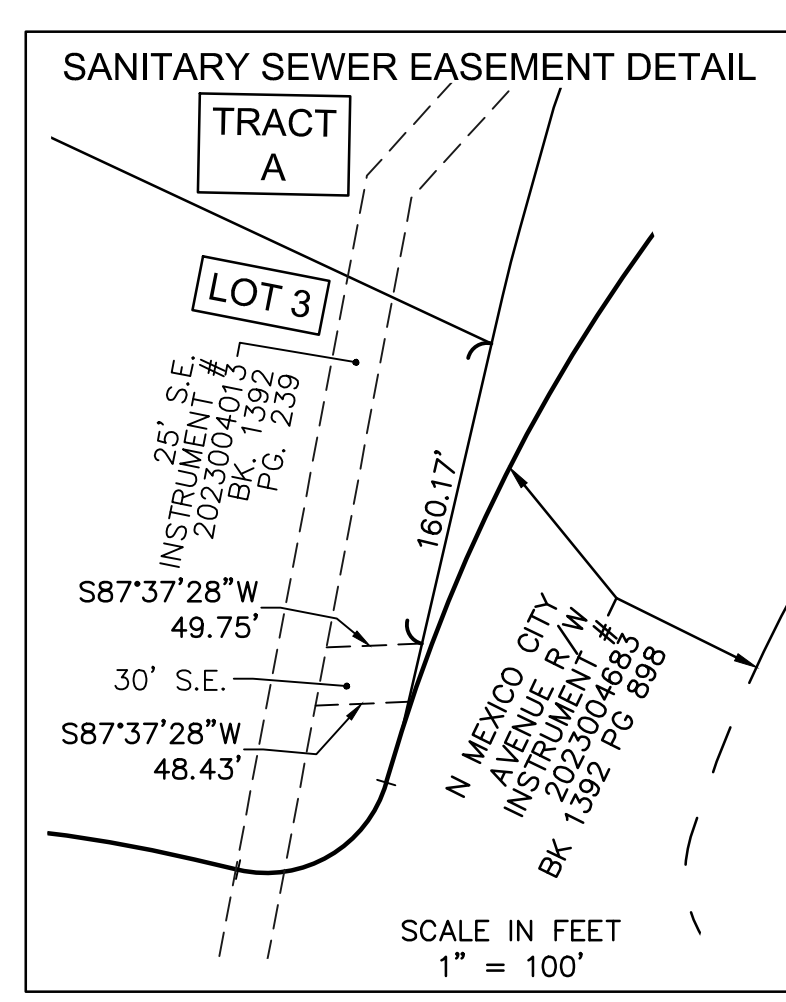 SANITARY SEWER EASEMENT DETAIL
TRACT
A
LOT 3
25' S.E.
INSTRUMENT #
2023004013
BK. 1392
PG. 239
160.17'
S87°37'28"W
49.75'
30' S.E.
S87°37'28"W
48.43'
N MEXICO CITY
AVENUE R/W
INSTRUMENT #
2023004683
BK 1392 PG 898
SCALE IN FEET
1" = 100'